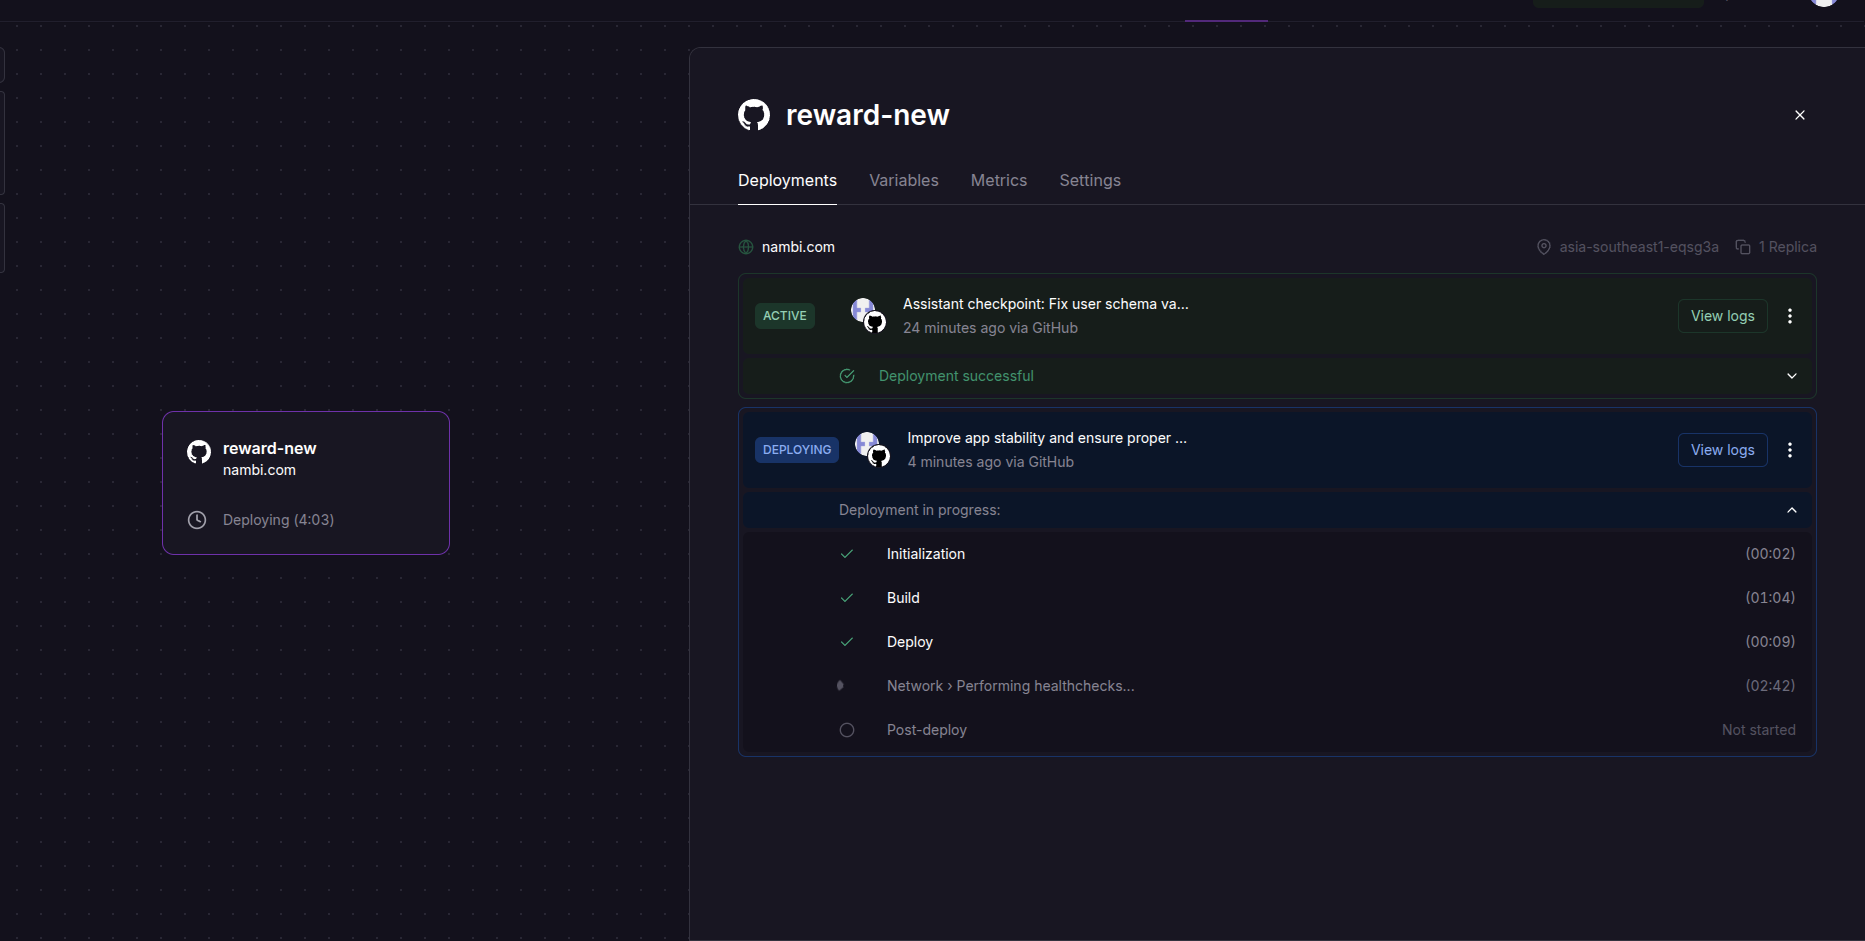 reward-new
Deployments Variables Metrics Settings
nambi.com asia-southeast1-eqsg3a 1 Replica
ACTIVE Assistant checkpoint: Fix user schema va... View logs
24 minutes ago via GitHub
Deployment successful
DEPLOYING Improve app stability and ensure proper ... View logs
4 minutes ago via GitHub
Deployment in progress:
Initialization (00:02)
Build (01:04)
Deploy (00:09)
Network › Performing healthchecks... (02:42)
Post-deploy Not started
reward-new
nambi.com
Deploying (4:03)